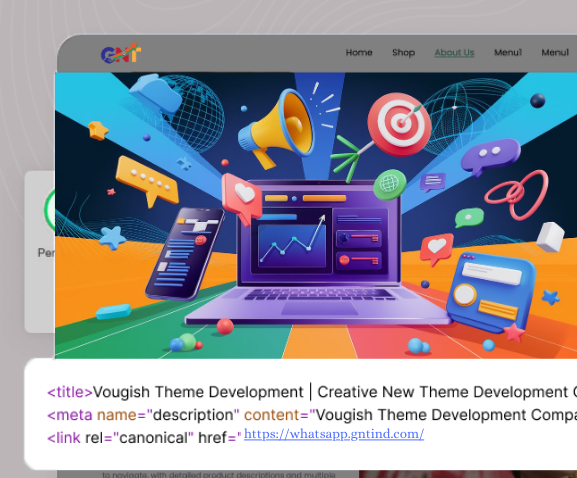 GNT
Home Shop About Us Menu1 Menu1
Per
<title>Vougish Theme Development | Creative New Theme Development C
<meta name="description" content="Vougish Theme Development Compa
<link rel="canonical" href=" https://whatsapp.gntind.com/
to navigate, with detailed product descriptions and multiple